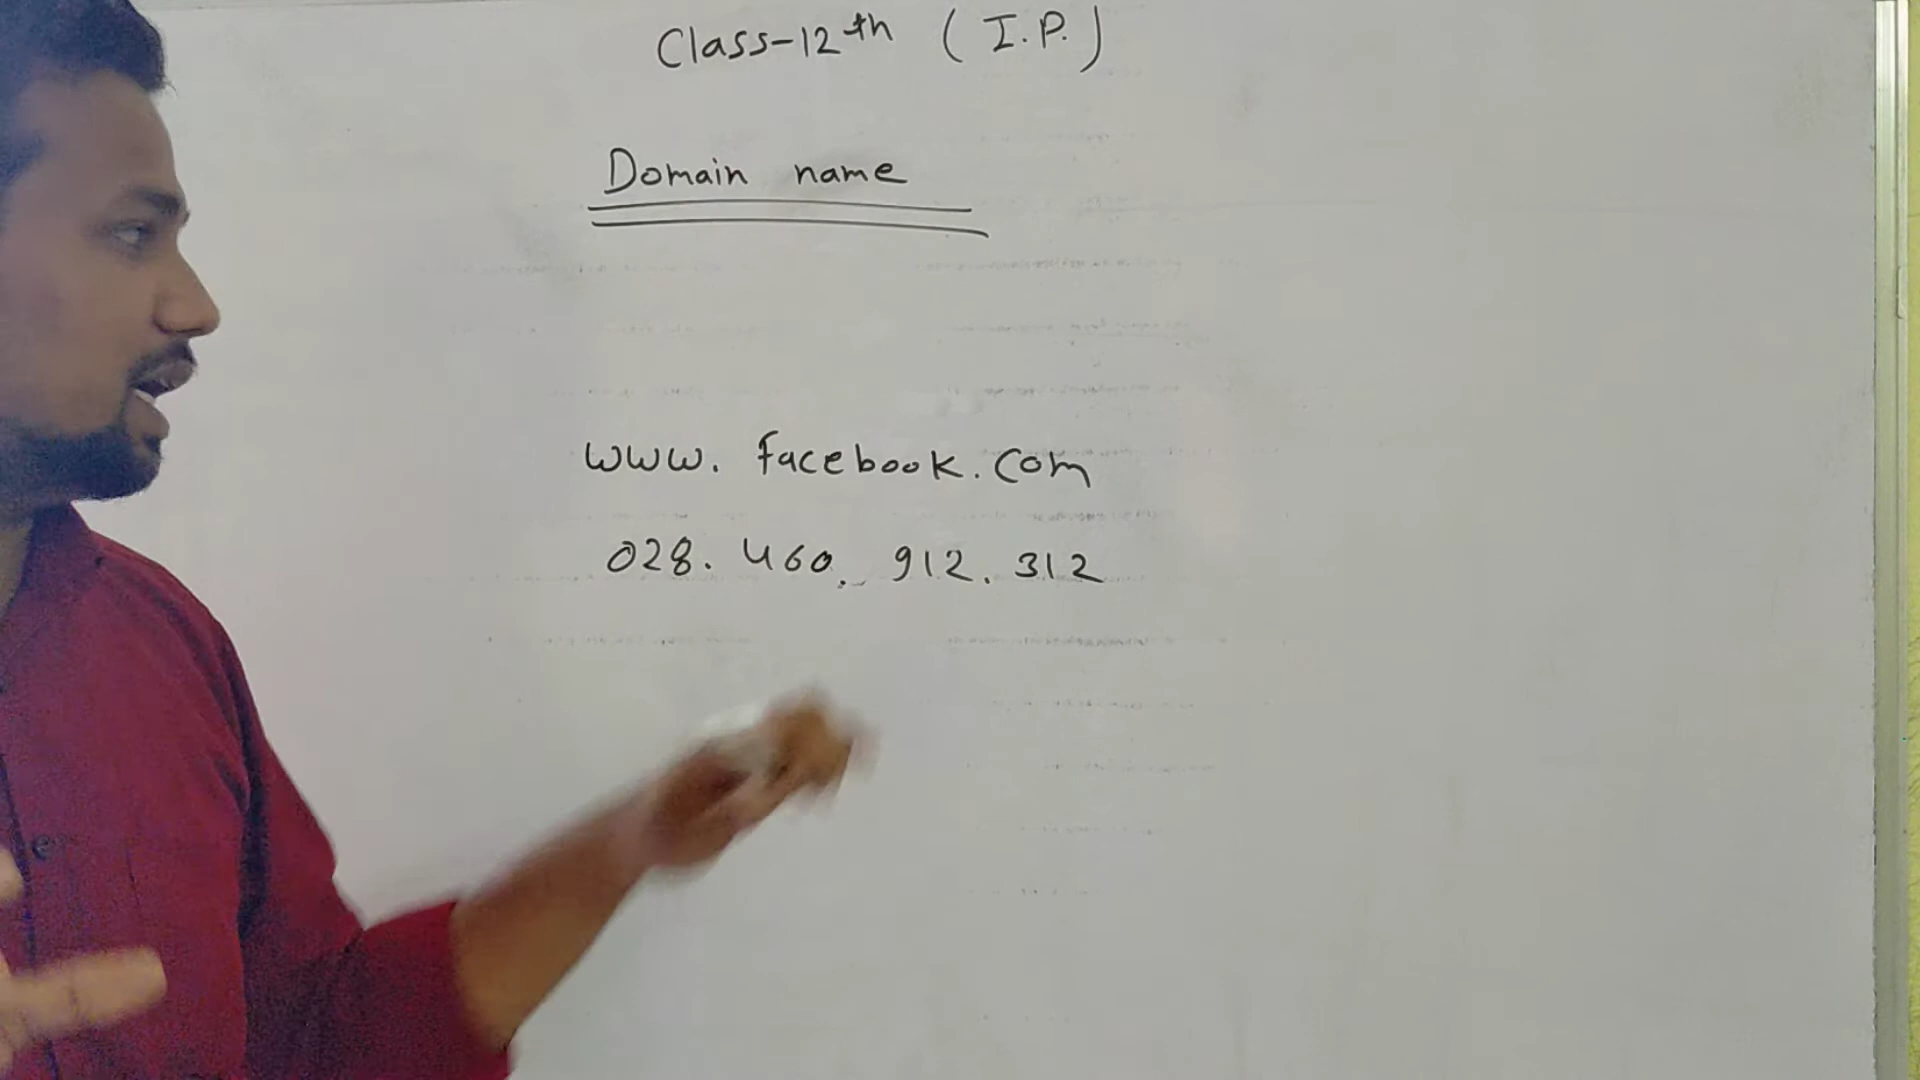 Class-12th (I.P.)
Domain name
www. facebook.com
028. 460. 912. 312